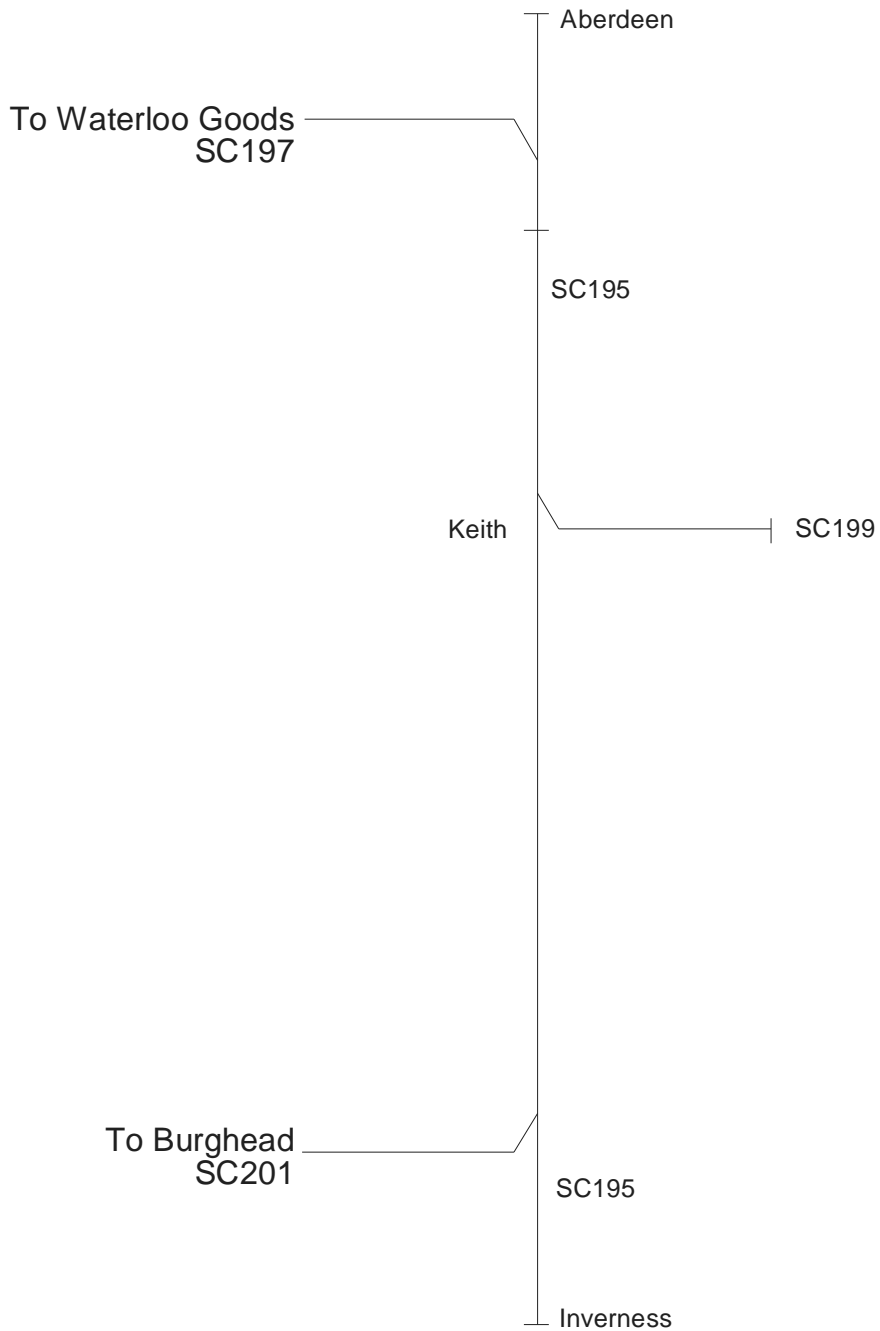 Aberdeen
To Waterloo Goods
SC197
SC195
Keith
SC199
To Burghead
SC201
SC195
Inverness